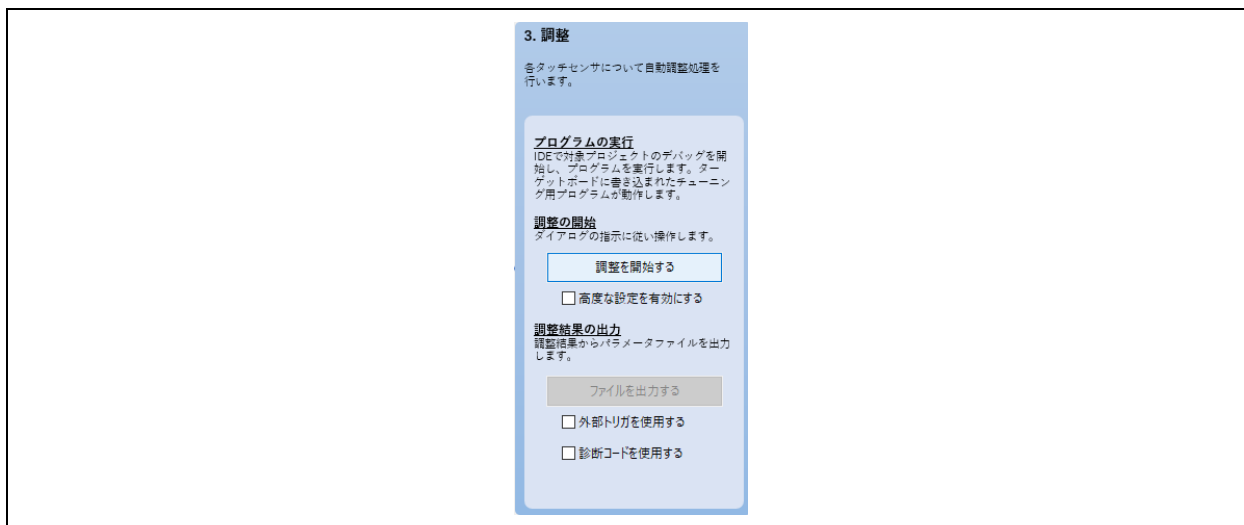 3. 調整
各タッチセンサについて自動調整処理を
行います。
プログラムの実行
IDEで対象プロジェクトのデバッグを開
始し、プログラムを実行します。ター
ゲットボードに書き込まれたチューニン
グ用プログラムが動作します。
調整の開始
ダイアログの指示に従い操作します。
調整を開始する
高度な設定を有効にする
調整結果の出力
調整結果からパラメータファイルを出力
します。
ファイルを出力する
外部トリガを使用する
診断コードを使用する